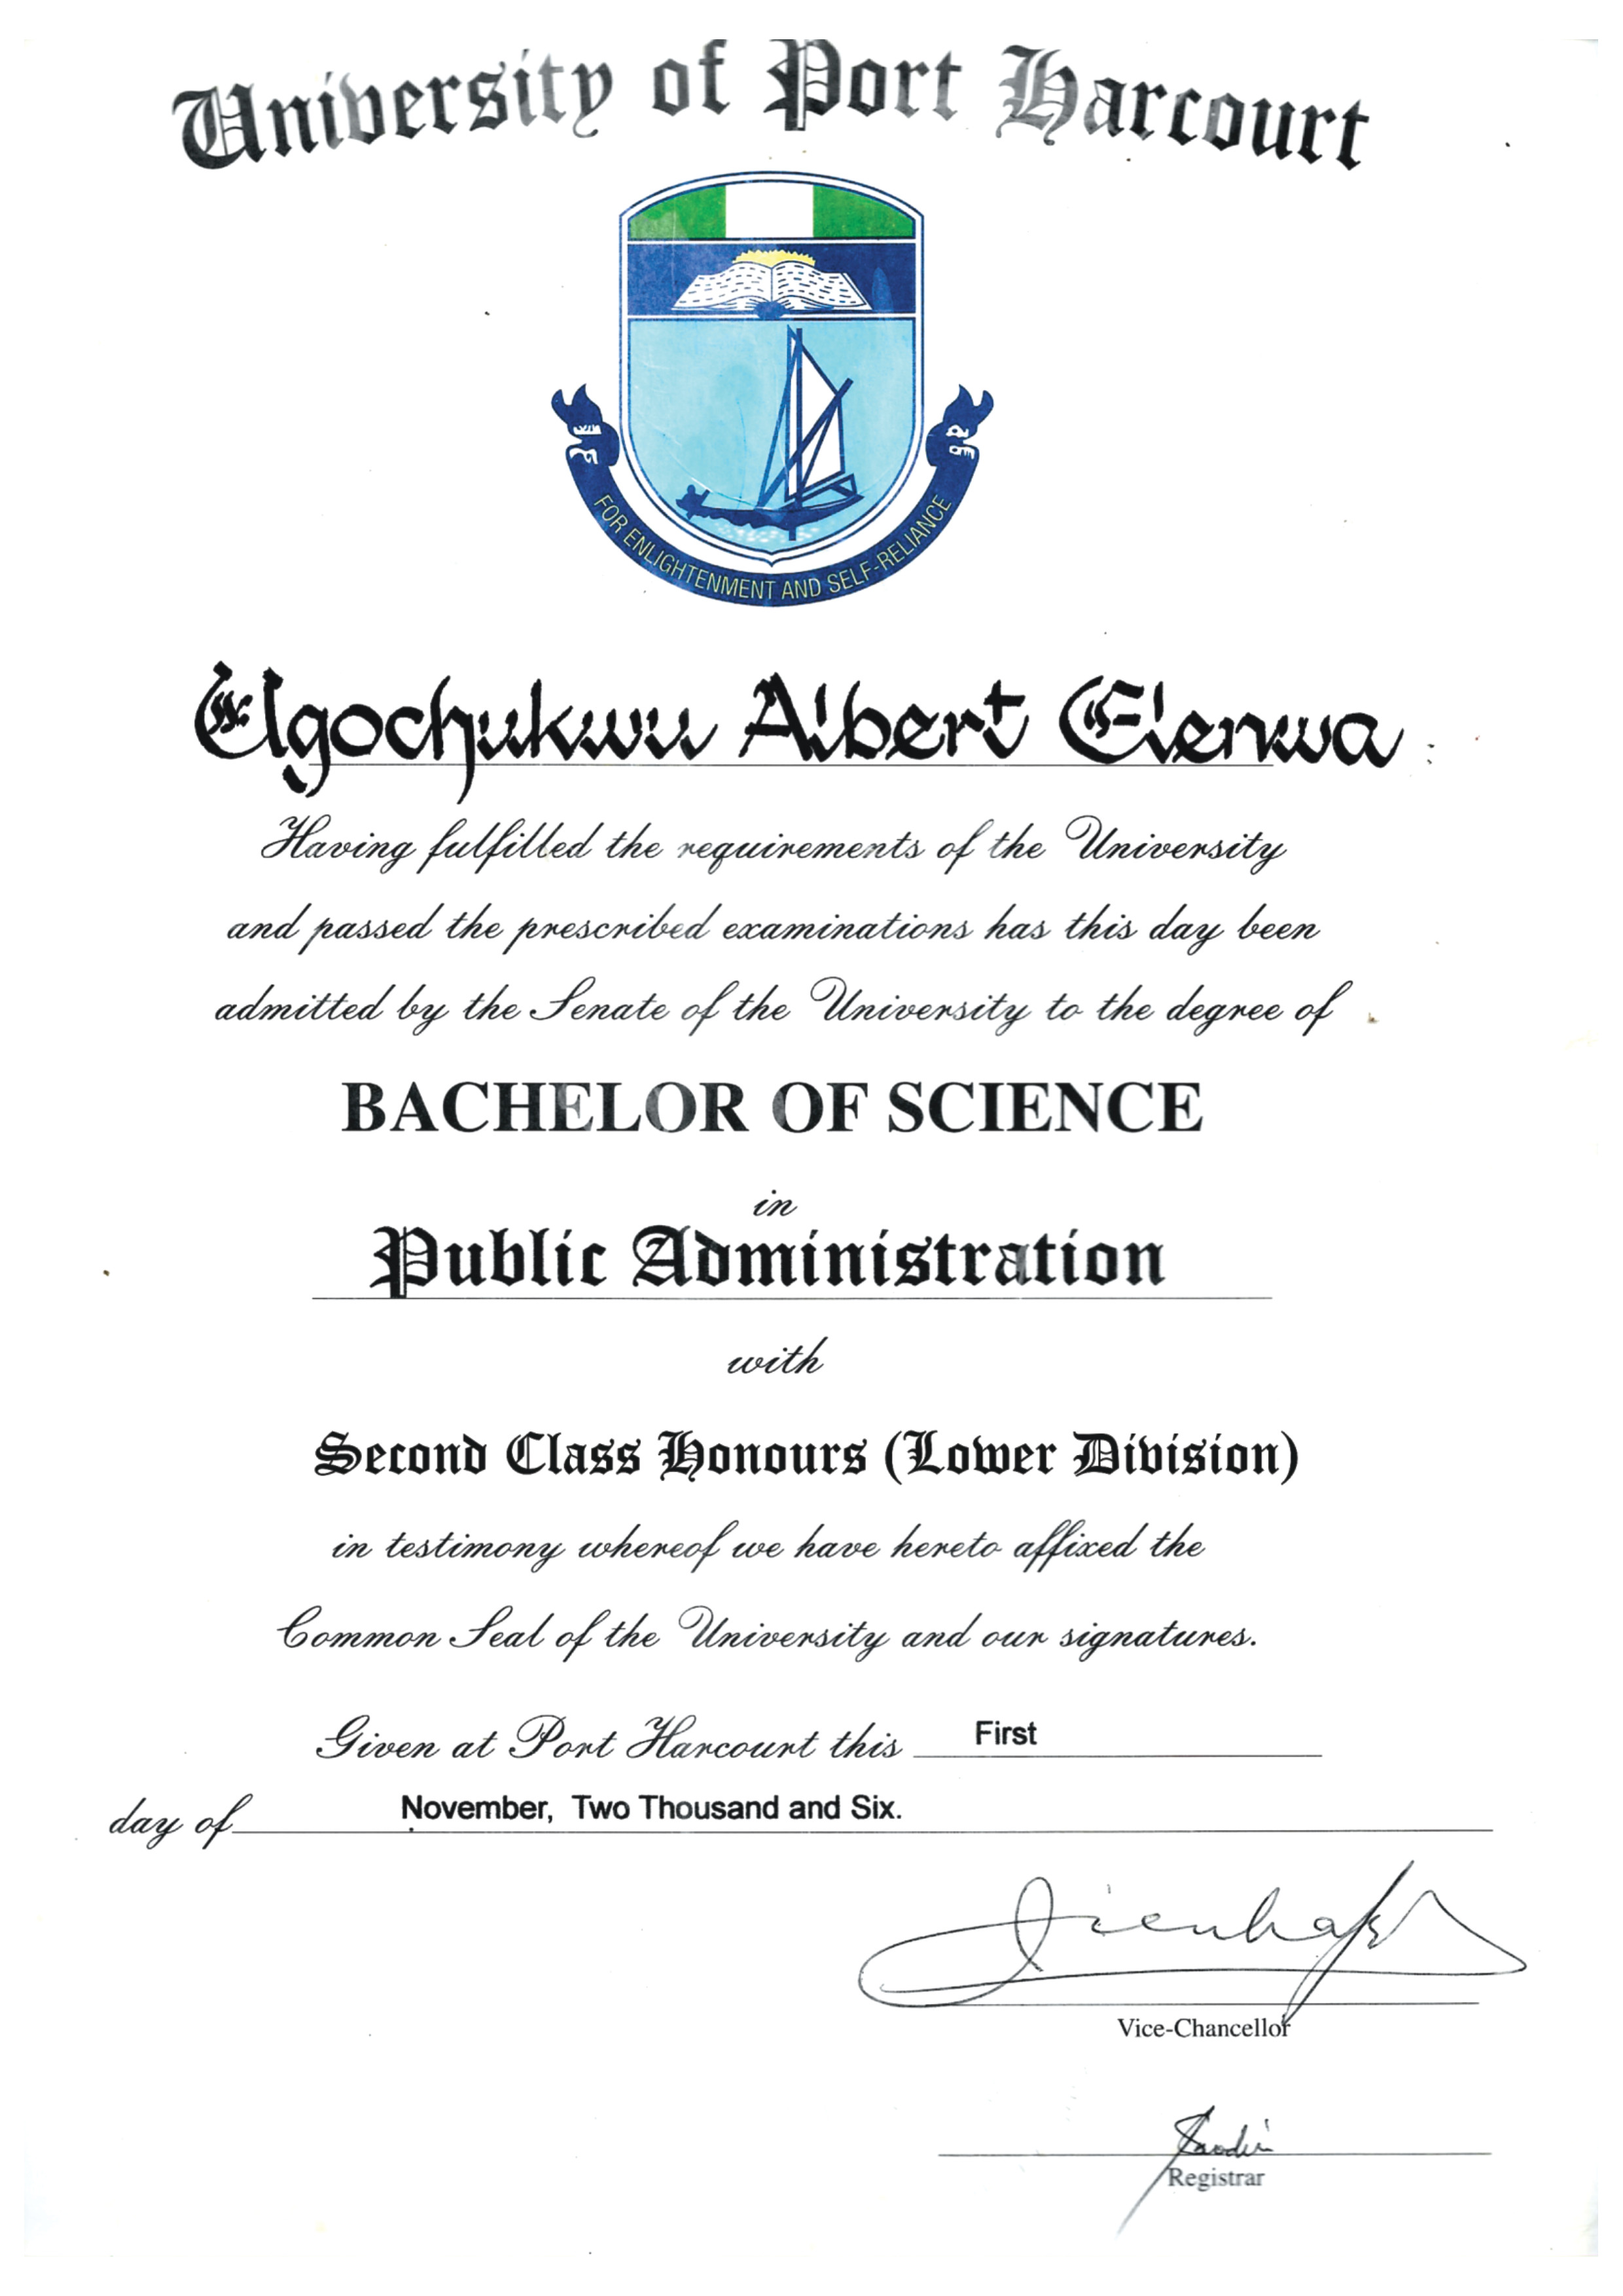 University of Port Harcourt
FOR ENLIGHTENMENT AND SELF-RELIANCE
Elgochukwu Albert Elenwa
Having fulfilled the requirements of the University
and passed the prescribed examinations has this day been
admitted by the Senate of the University to the degree of
BACHELOR OF SCIENCE
in
Public Administration
with
Second Class Honours (Lower Division)
in testimony whereof we have hereto affixed the
Common Seal of the University and our signatures.
Given at Port Harcourt this First
day of November, Two Thousand and Six.
Vice-Chancellor
Registrar